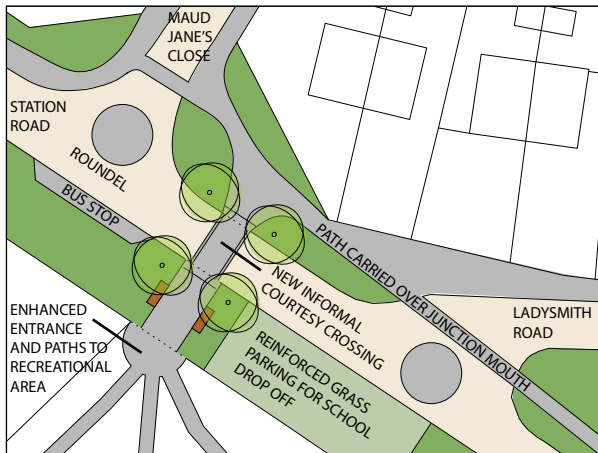 MAUD
JANE'S
CLOSE
STATION
ROAD
ROUNDEL
BUS STOP
PATH CARRIED OVER JUNCTION MOUTH
NEW INFORMAL
COURTESY CROSSING
LADYSMITH
ROAD
ENHANCED
ENTRANCE
AND PATHS TO
RECREATIONAL
AREA
REINFORCED GRASS
PARKING FOR SCHOOL
DROP OFF